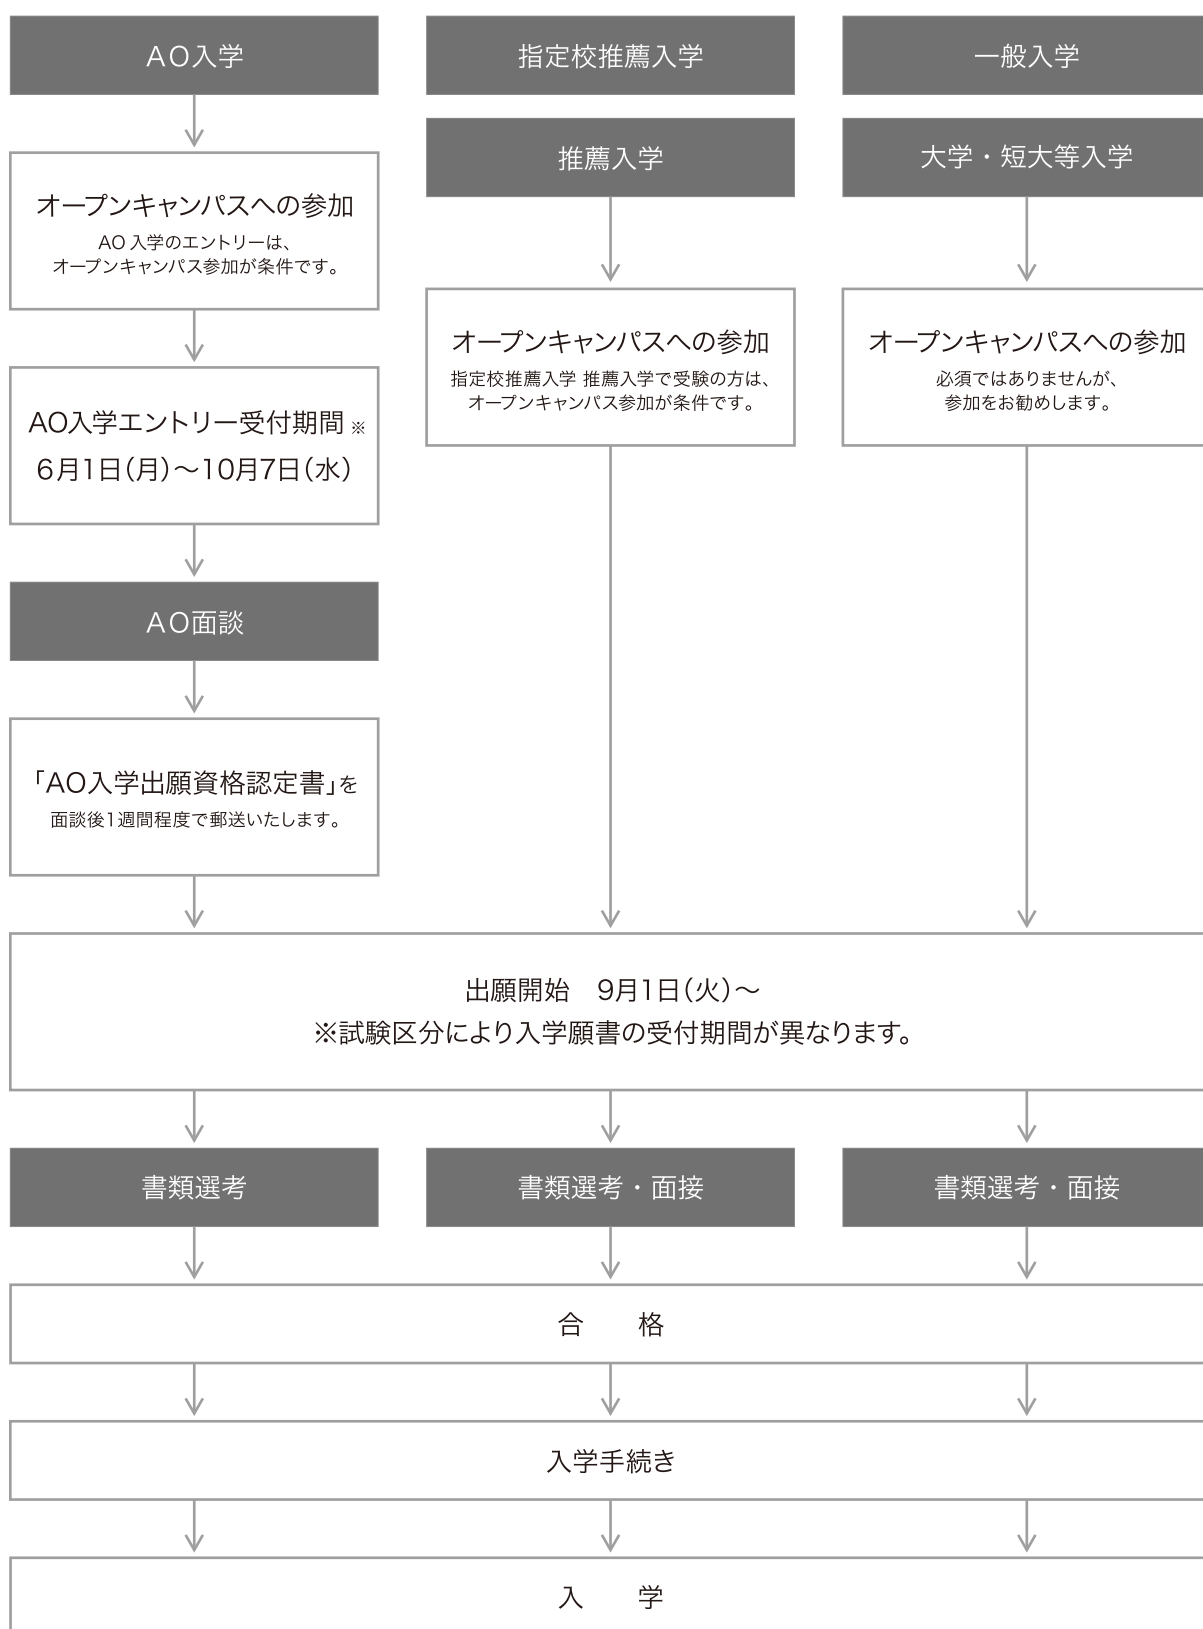 AO入学
指定校推薦入学
一般入学
推薦入学
大学・短大等入学
オープンキャンパスへの参加
AO入学のエントリーは、
オープンキャンパス参加が条件です。
オープンキャンパスへの参加
指定校推薦入学 推薦入学で受験の方は、
オープンキャンパス参加が条件です。
オープンキャンパスへの参加
必須ではありませんが、
参加をお勧めします。
AO入学エントリー受付期間 ※
6月1日(月)～10月7日(水)
AO面談
「AO入学出願資格認定書」を
面談後1週間程度で郵送いたします。
出願開始　9月1日(火)～
※試験区分により入学願書の受付期間が異なります。
書類選考
書類選考・面接
書類選考・面接
合　　格
入学手続き
入　　学